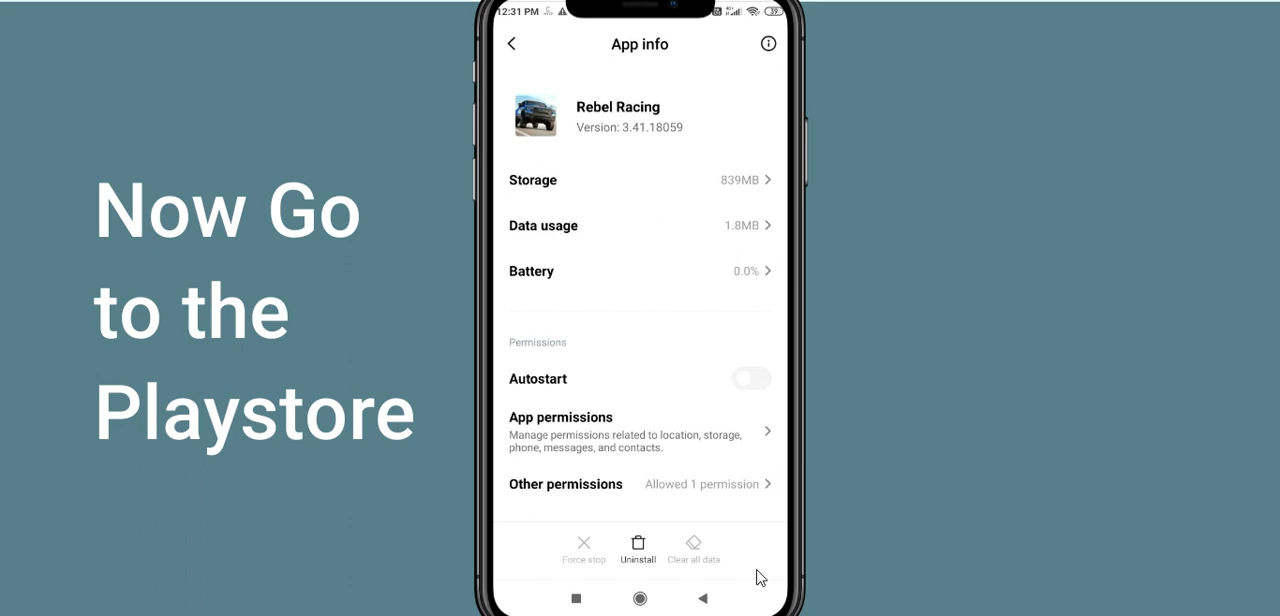 12:31 PM
39
App info
Rebel Racing
Version: 3.41.18059
Storage 839MB
Data usage 1.8MB
Battery 0.0%
Permissions
Autostart
App permissions
Manage permissions related to location, storage,
phone, messages, and contacts.
Other permissions Allowed 1 permission
Force stop Uninstall Clear all data
Now Go
to the
Playstore